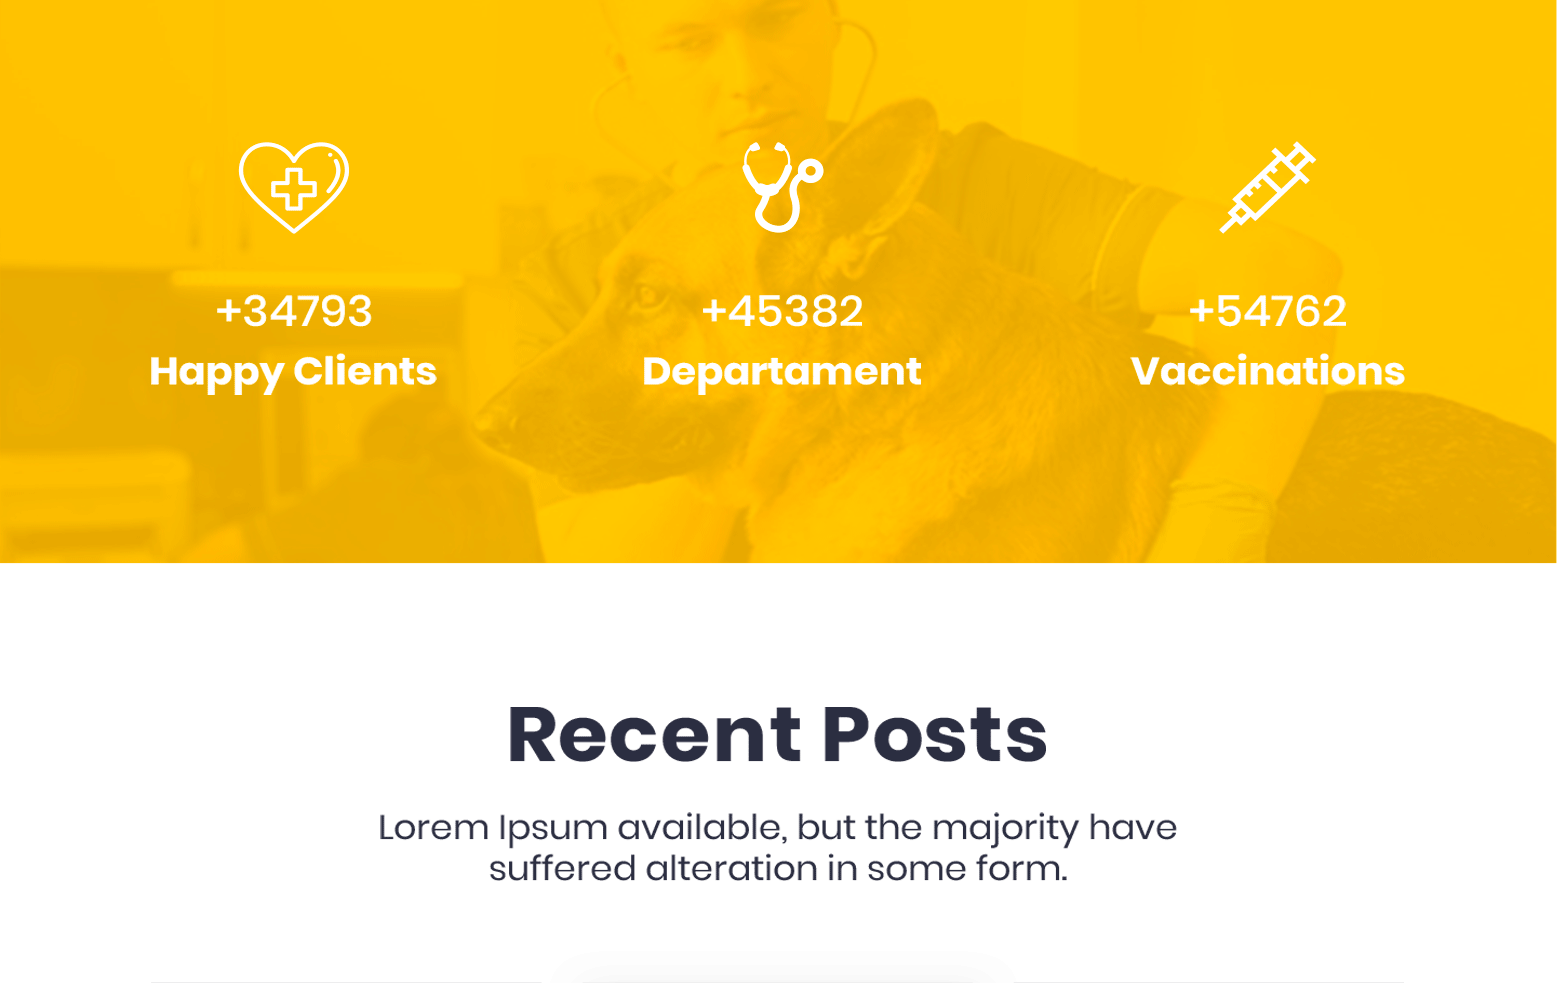 +34793
Happy Clients
+45382
Departament
+54762
Vaccinations
Recent Posts
Lorem Ipsum available, but the majority have
suffered alteration in some form.